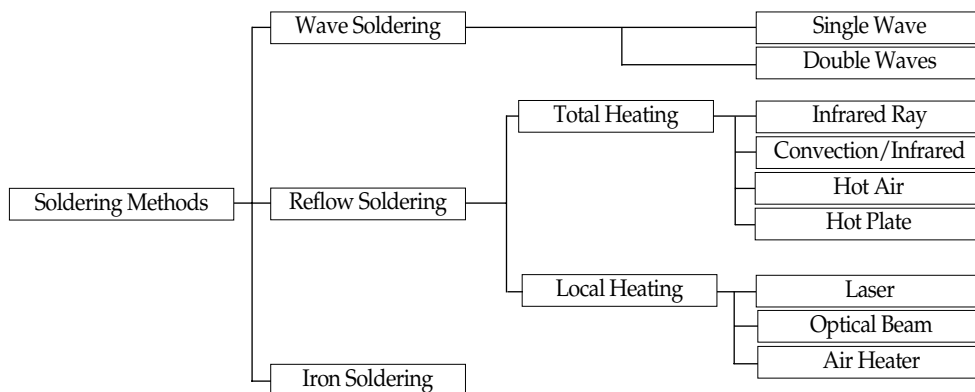 Soldering Methods
Wave Soldering
Single Wave
Double Waves
Reflow Soldering
Total Heating
Infrared Ray
Convection/Infrared
Hot Air
Hot Plate
Local Heating
Laser
Optical Beam
Air Heater
Iron Soldering